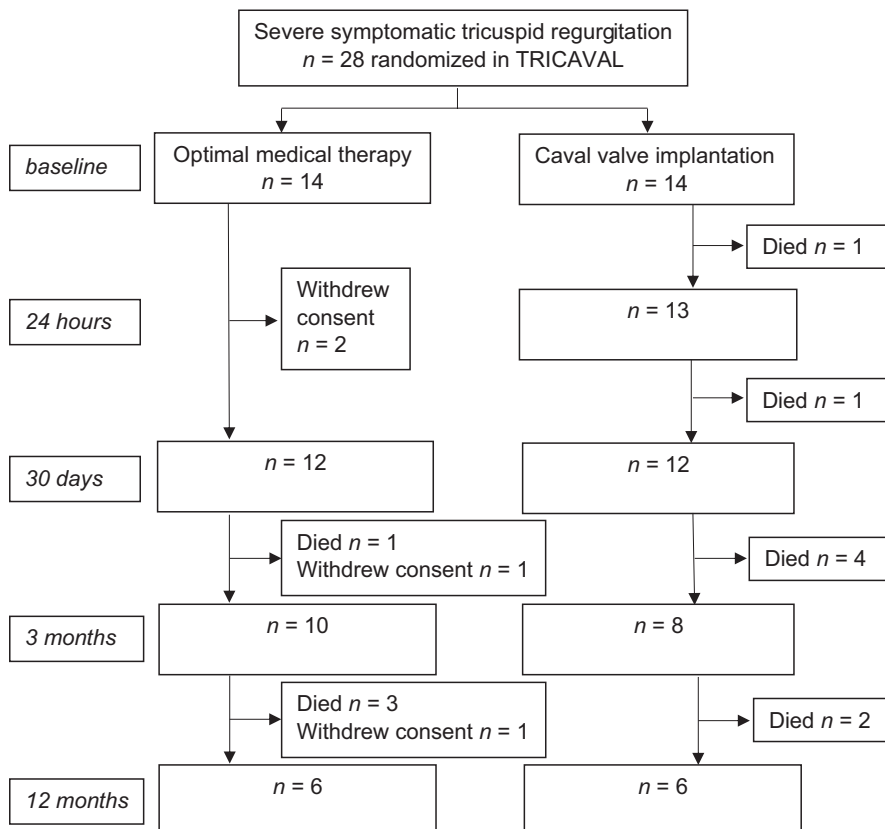 Severe symptomatic tricuspid regurgitation
n = 28 randomized in TRICAVAL
baseline
Optimal medical therapy
n = 14
Caval valve implantation
n = 14
Died n = 1
24 hours
Withdrew
consent
n = 2
n = 13
Died n = 1
30 days
n = 12
n = 12
Died n = 1
Withdrew consent n = 1
Died n = 4
3 months
n = 10
n = 8
Died n = 3
Withdrew consent n = 1
Died n = 2
12 months
n = 6
n = 6